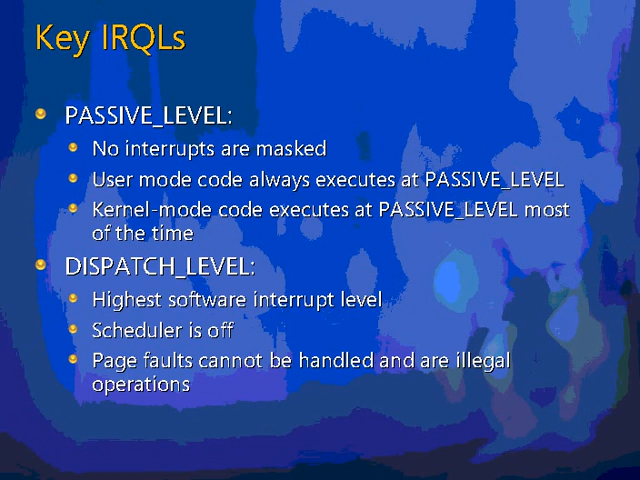 Key IRQLs
PASSIVE_LEVEL:
No interrupts are masked
User mode code always executes at PASSIVE_LEVEL
Kernel-mode code executes at PASSIVE_LEVEL most
of the time
DISPATCH_LEVEL:
Highest software interrupt level
Scheduler is off
Page faults cannot be handled and are illegal
operations